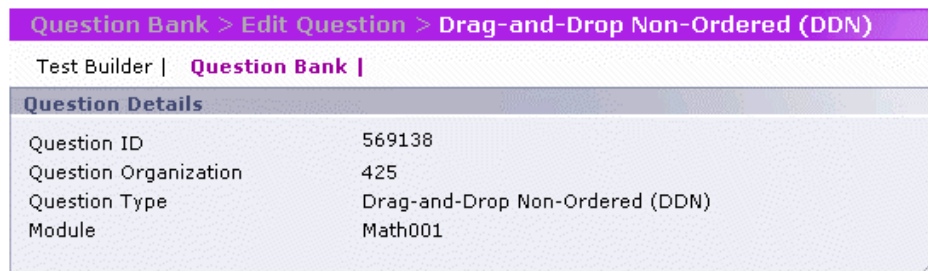 Question Bank > Edit Question > Drag-and-Drop Non-Ordered (DDN)
Test Builder | Question Bank |
Question Details
Question ID 569138
Question Organization 425
Question Type Drag-and-Drop Non-Ordered (DDN)
Module Math001